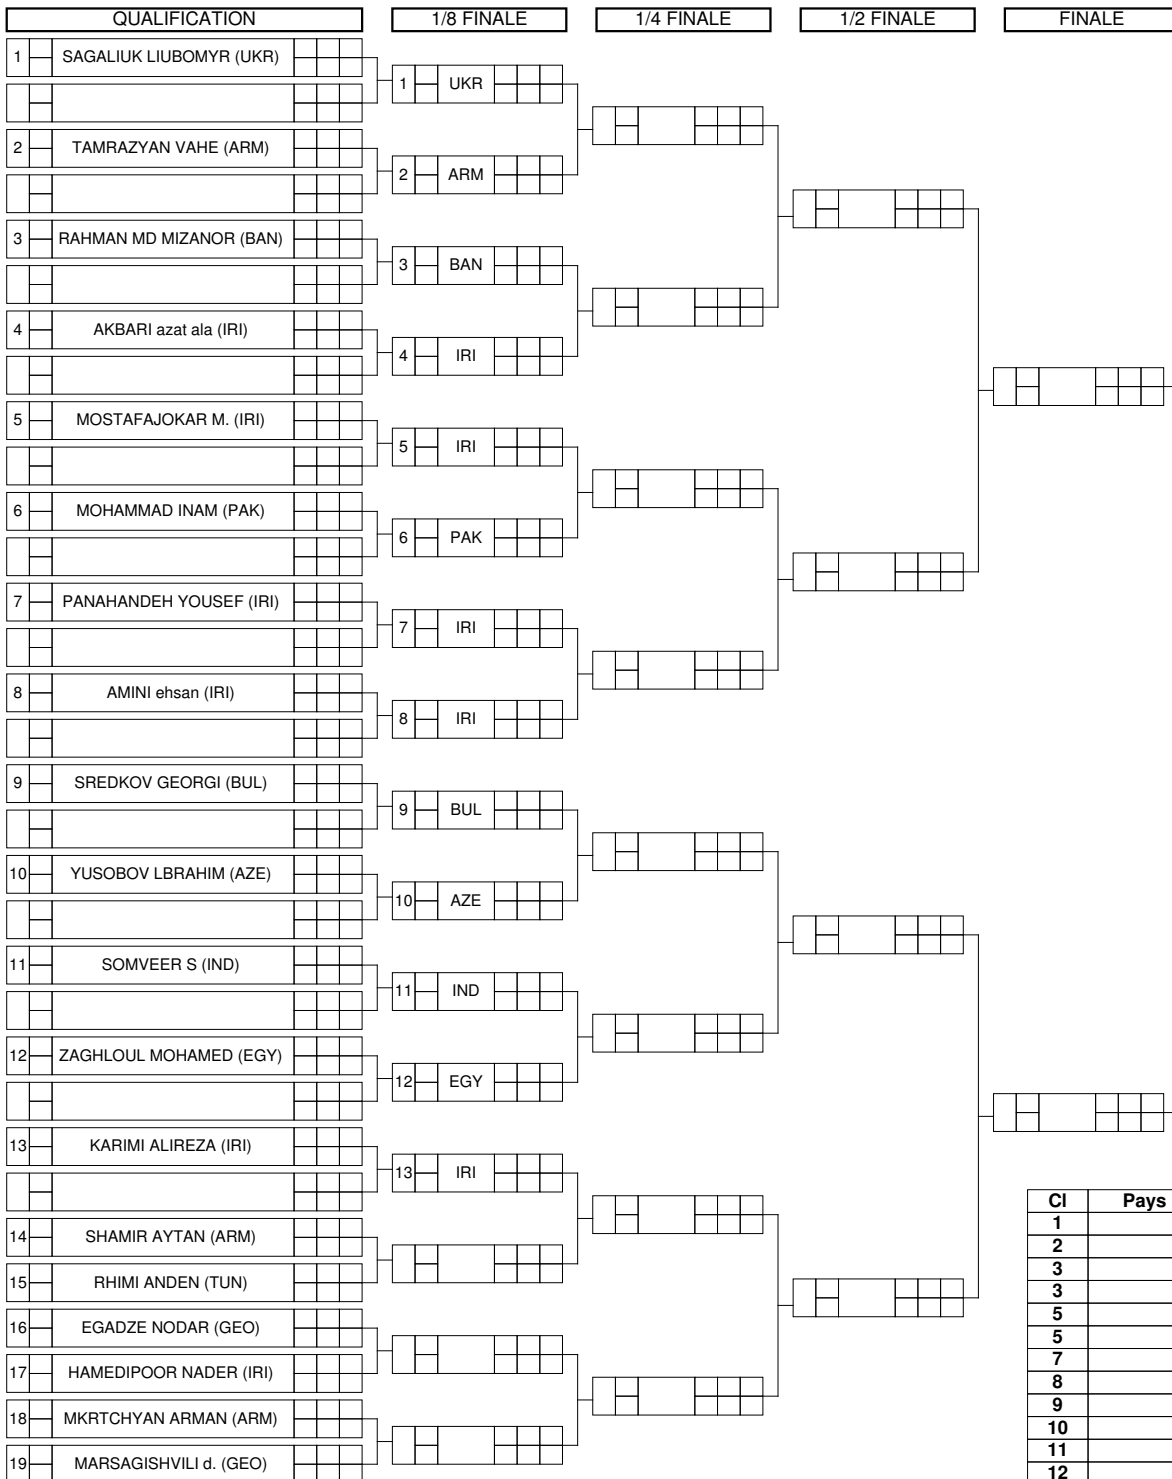 QUALIFICATION 1/8 FINALE 1/4 FINALE 1/2 FINALE FINALE
1 SAGALIUK LIUBOMYR (UKR)
1 UKR
2 TAMRAZYAN VAHE (ARM)
2 ARM
3 RAHMAN MD MIZANOR (BAN)
3 BAN
4 AKBARI azat ala (IRI)
4 IRI
5 MOSTAFAJOKAR M. (IRI)
5 IRI
6 MOHAMMAD INAM (PAK)
6 PAK
7 PANAHANDEH YOUSEF (IRI)
7 IRI
8 AMINI ehsan (IRI)
8 IRI
9 SREDKOV GEORGI (BUL)
9 BUL
10 YUSOBOV LBRAHIM (AZE)
10 AZE
11 SOMVEER S (IND)
11 IND
12 ZAGHLOUL MOHAMED (EGY)
12 EGY
13 KARIMI ALIREZA (IRI)
13 IRI
14 SHAMIR AYTAN (ARM)
15 RHIMI ANDEN (TUN)
16 EGADZE NODAR (GEO)
17 HAMEDIPOOR NADER (IRI)
18 MKRTCHYAN ARMAN (ARM)
19 MARSAGISHVILI d. (GEO)
Cl Pays
1
2
3
3
5
5
7
8
9
10
11
12